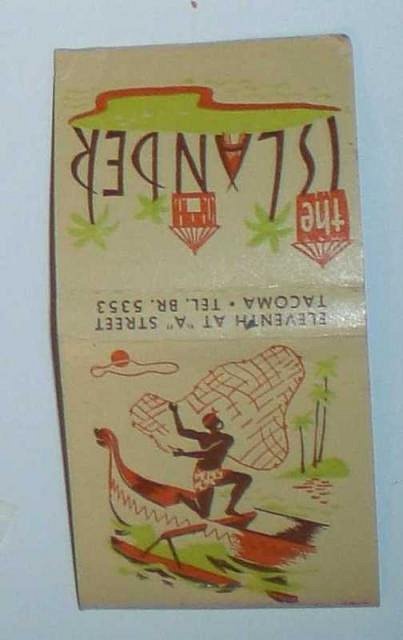 the
ISLANDER
ELEVENTH AT "A" STREET
TACOMA • TEL. BR. 5353